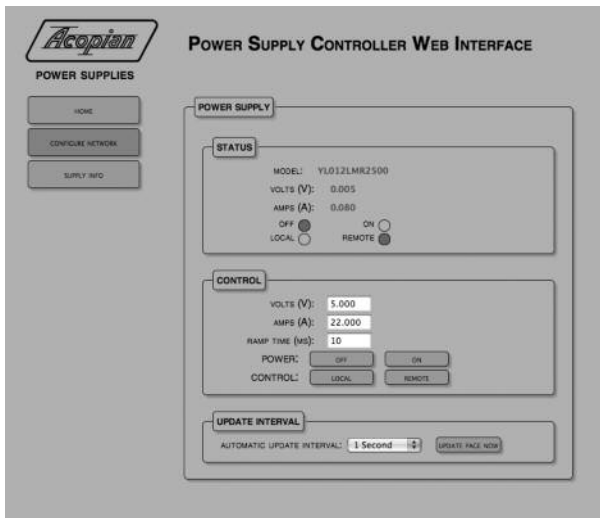 Acopian
POWER SUPPLIES
POWER SUPPLY CONTROLLER WEB INTERFACE
HOME
CONFIGURE NETWORK
SUPPLY INFO
POWER SUPPLY
STATUS
MODEL: YL012LMR2500
VOLTS (V): 0.005
AMPS (A): 0.080
OFF ON
LOCAL REMOTE
CONTROL
VOLTS (V): 5.000
AMPS (A): 22.000
RAMP TIME (MS): 10
POWER: OFF ON
CONTROL: LOCAL REMOTE
UPDATE INTERVAL
AUTOMATIC UPDATE INTERVAL: 1 Second UPDATE PAGE NOW